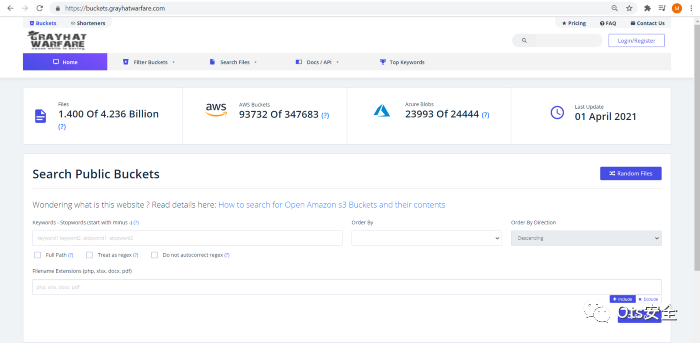 https://buckets.grayhatwarfare.com
Buckets
Shorteners
Pricing
FAQ
Contact Us
GRAYHAT
WARFARE
Login/Register
Home
Filter Buckets
Search Files
Docs / API
Top Keywords
Files
1.400 Of 4.236 Billion
(?)
aws
AWS Buckets
93732 Of 347683 (?)
Azure Blobs
23993 Of 24444 (?)
Last Update
01 April 2021
Search Public Buckets
Random Files
Wondering what is this website ? Read details here: How to search for Open Amazon s3 Buckets and their contents
Keywords - Stopwords (start with minus -) (?)
Order By
Order By Direction
keyword1 keyword2 -stopword1 -stopword2
Descending
Full Path (?)
Treat as regex (?)
Do not autocorrect regex (?)
Filename Extensions (php, xlsx, docx, pdf)
php, xlsx, docx, pdf
Include
Exclude
Ots安全